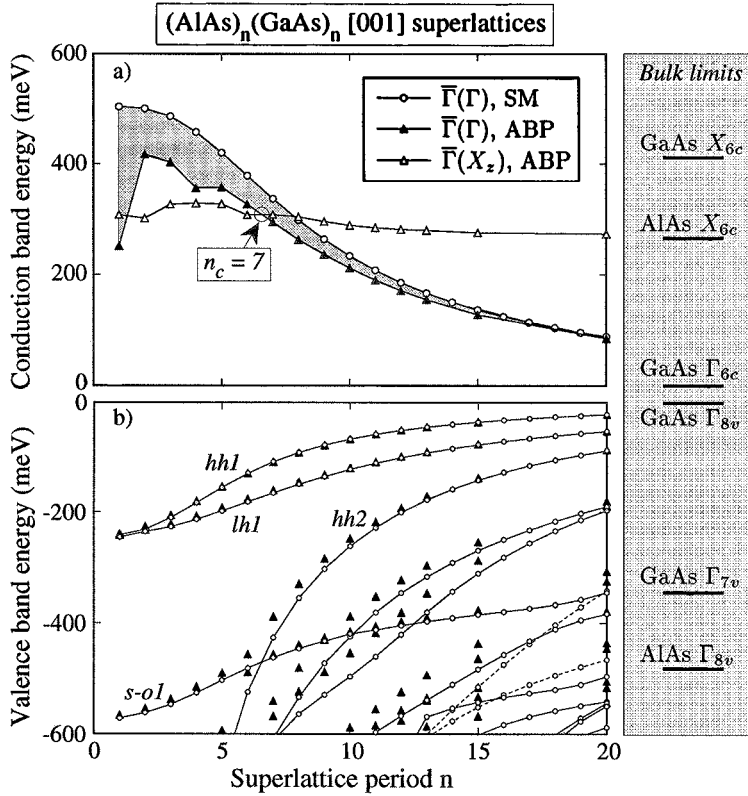 (AlAs)n(GaAs)n [001] superlattices
600
400
200
0
Conduction band energy (meV)
a)
Γ̅(Γ), SM
Γ̅(Γ), ABP
Γ̅(Xz), ABP
nc = 7
Bulk limits
GaAs X6c
AlAs X6c
GaAs Γ6c
GaAs Γ8v
GaAs Γ7v
AlAs Γ8v
0
-200
-400
-600
Valence band energy (meV)
b)
hh1
lh1
hh2
s-o1
0 5 10 15 20
Superlattice period n